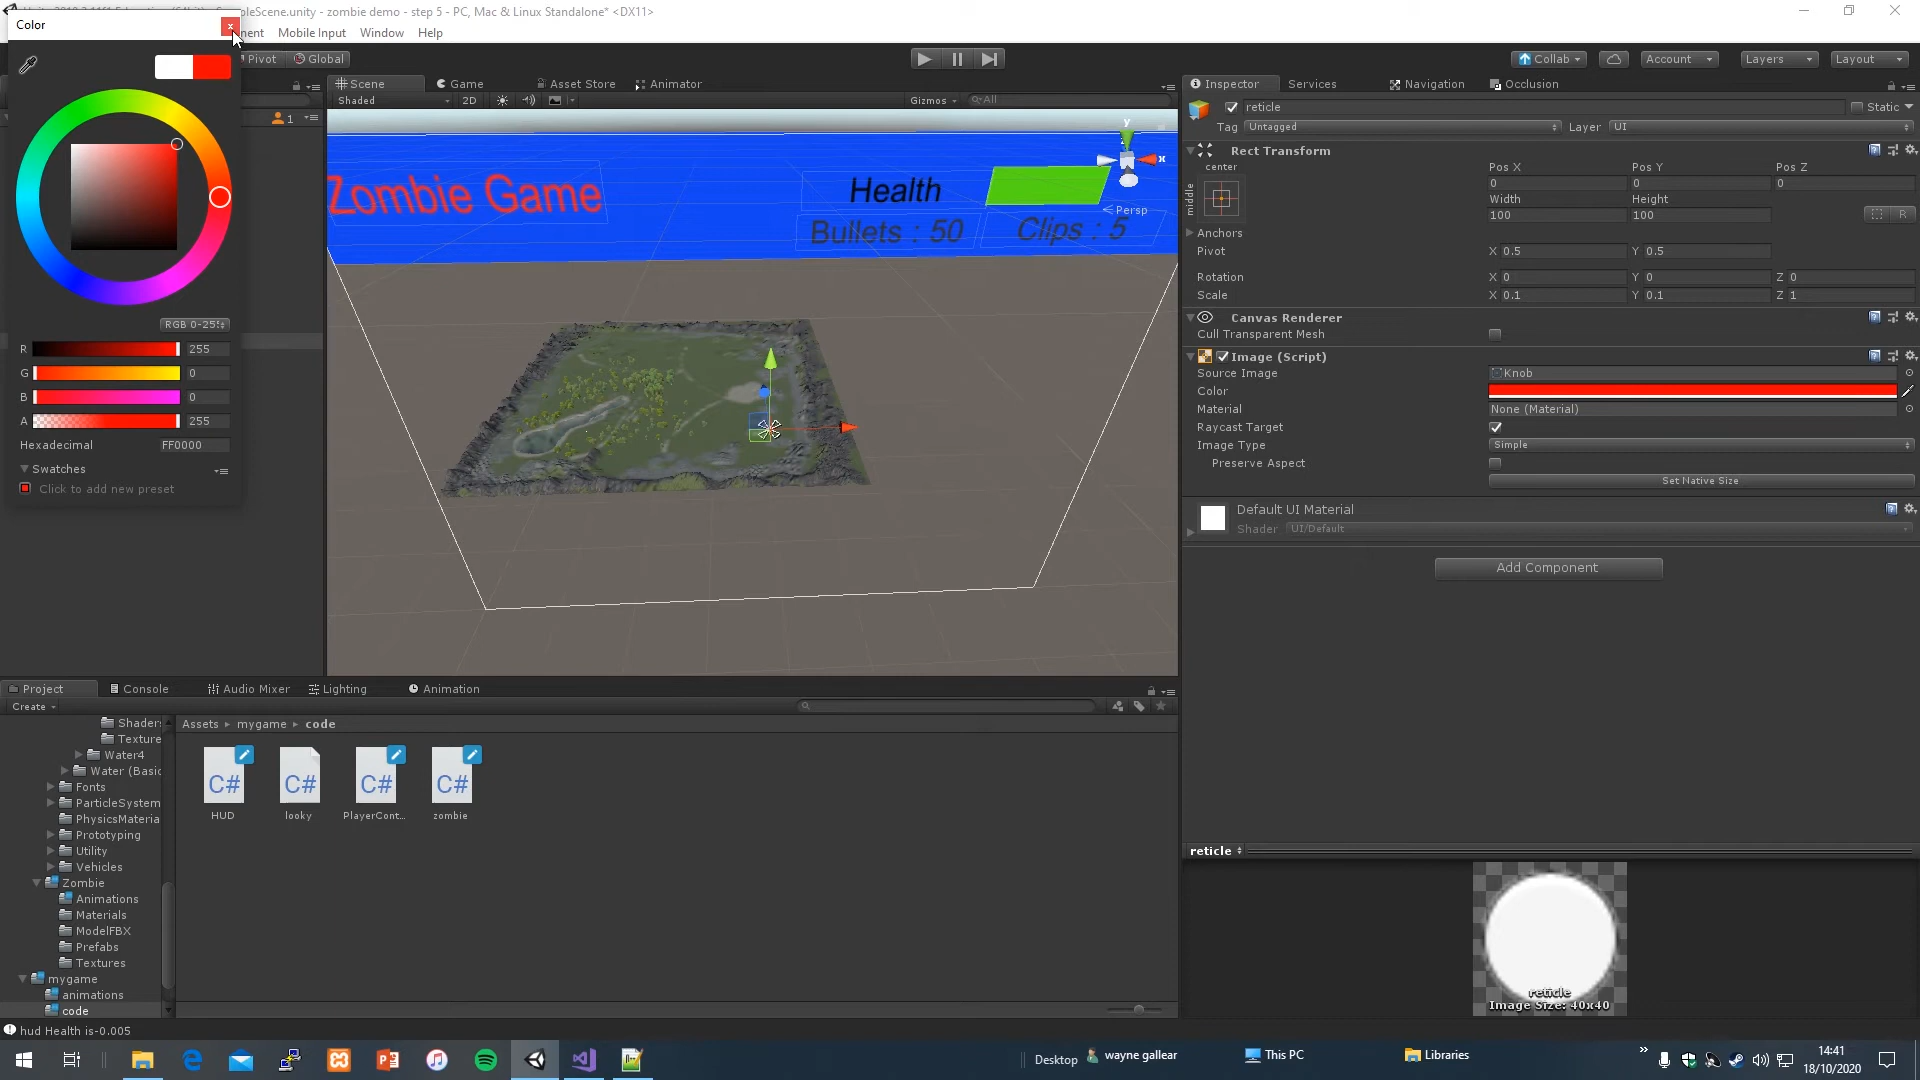 Color
SampleScene.unity - zombie demo - step 5 - PC, Mac & Linux Standalone* <DX11>
nent Mobile Input Window Help
Pivot Global
Collab Account Layers Layout
Scene Game Asset Store Animator
Shaded 2D Gizmos All
1
Zombie Game
Health
Bullets : 50 Clips : 5
y
x
Persp
RGB 0-255
R 255
G 0
B 0
A 255
Hexadecimal FF0000
Swatches
Click to add new preset
Inspector Services Navigation Occlusion
reticle Static
Tag Untagged Layer UI
Rect Transform
center
middle
Pos X Pos Y Pos Z
0 0 0
Width Height
100 100
R
Anchors
Pivot X 0.5 Y 0.5
Rotation X 0 Y 0 Z 0
Scale X 0.1 Y 0.1 Z 1
Canvas Renderer
Cull Transparent Mesh
Image (Script)
Source Image Knob
Color
Material None (Material)
Raycast Target
Image Type Simple
Preserve Aspect
Set Native Size
Default UI Material
Shader UI/Default
Add Component
reticle
reticle
Image Size: 40x40
Project Console Audio Mixer Lighting Animation
Create
Assets ▸ mygame ▸ code
Shaders
Texture
Water4
Water (Basic
Fonts
ParticleSystem
PhysicsMateria
Prototyping
Utility
Vehicles
Zombie
Animations
Materials
ModelFBX
Prefabs
Textures
mygame
animations
code
C# C# C# C#
HUD looky PlayerCont... zombie
hud Health is-0.005
Desktop wayne gallear This PC Libraries
14:41
18/10/2020